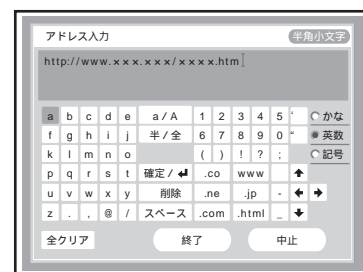 アドレス入力 半角小文字
http://www.×××.×××/××××.htm
a b c d e a/A 1 2 3 4 5 ‘ かな
f g h i j 半/全 6 7 8 9 0 “ 英数
k l m n o ( ) ! ? ; 記号
p q r s t 確定/↵ .co www ↑
u v w x y 削除 .ne .jp - ← →
z . , @ / スペース .com .html _ ↓
全クリア 終了 中止